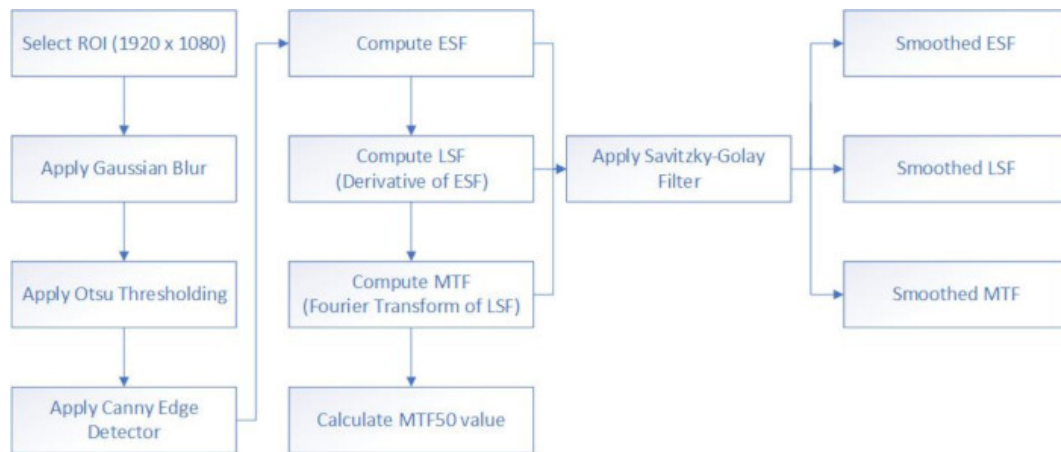 Select ROI (1920 x 1080)
Apply Gaussian Blur
Apply Otsu Thresholding
Apply Canny Edge
Detector
Compute ESF
Compute LSF
(Derivative of ESF)
Compute MTF
(Fourier Transform of LSF)
Calculate MTF50 value
Apply Savitzky-Golay
Filter
Smoothed ESF
Smoothed LSF
Smoothed MTF